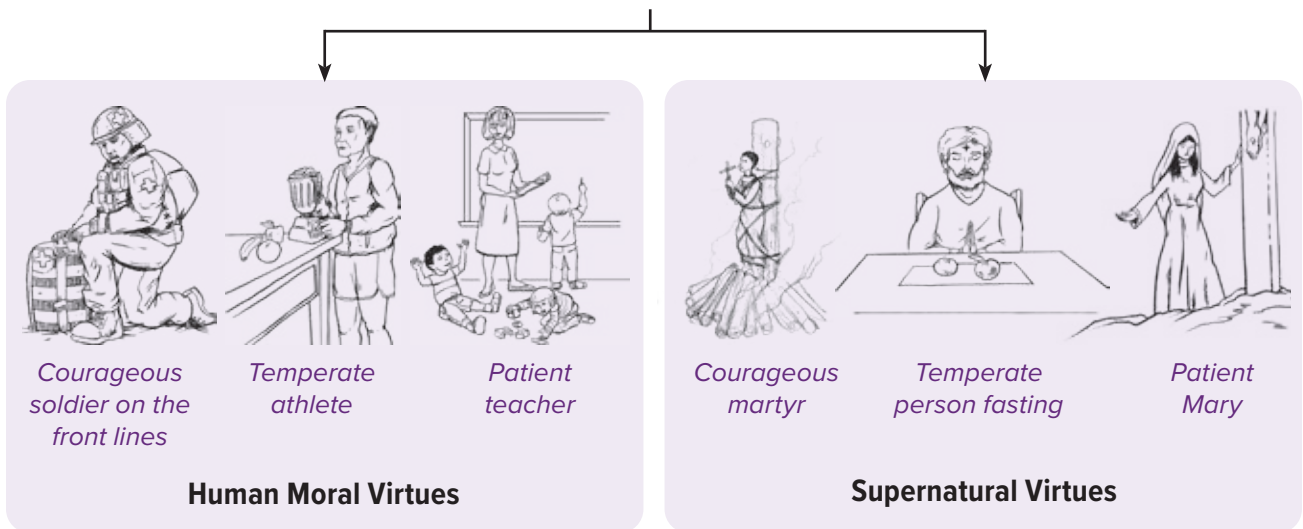 Courageous
soldier on the
front lines
Temperate
athlete
Patient
teacher
Human Moral Virtues
Courageous
martyr
Temperate
person fasting
Patient
Mary
Supernatural Virtues